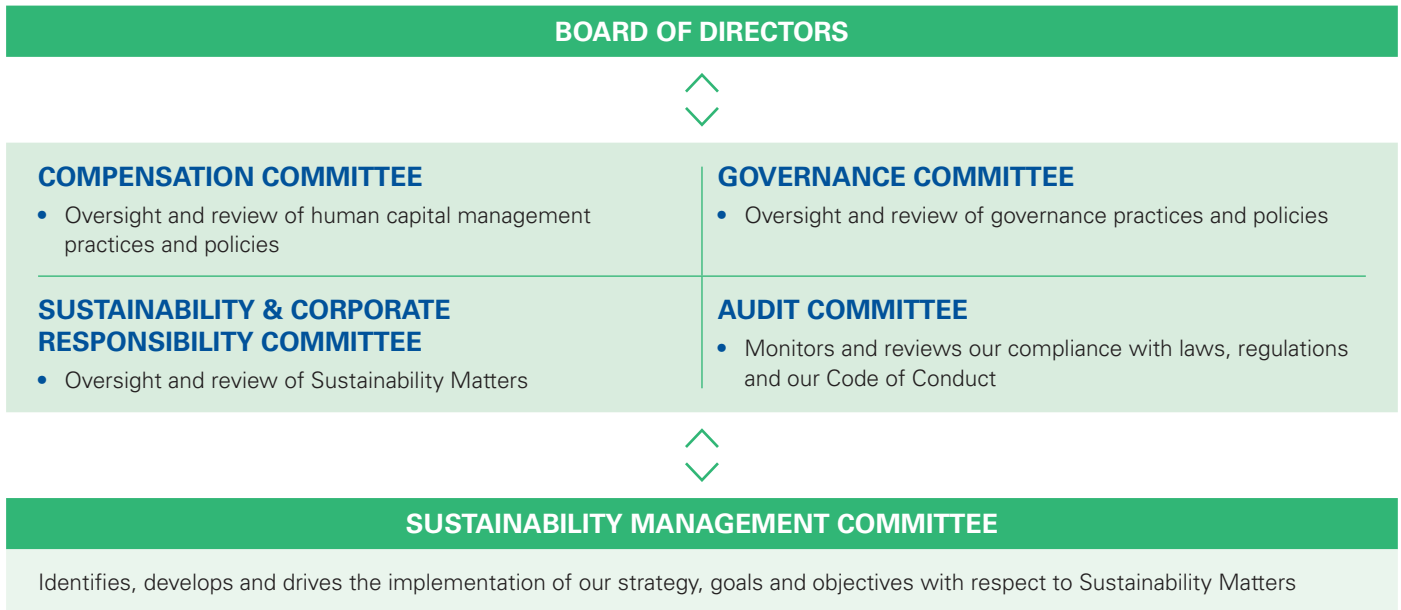 BOARD OF DIRECTORS
COMPENSATION COMMITTEE
• Oversight and review of human capital management
practices and policies
GOVERNANCE COMMITTEE
• Oversight and review of governance practices and policies
SUSTAINABILITY & CORPORATE
RESPONSIBILITY COMMITTEE
• Oversight and review of Sustainability Matters
AUDIT COMMITTEE
• Monitors and reviews our compliance with laws, regulations
and our Code of Conduct
SUSTAINABILITY MANAGEMENT COMMITTEE
Identifies, develops and drives the implementation of our strategy, goals and objectives with respect to Sustainability Matters